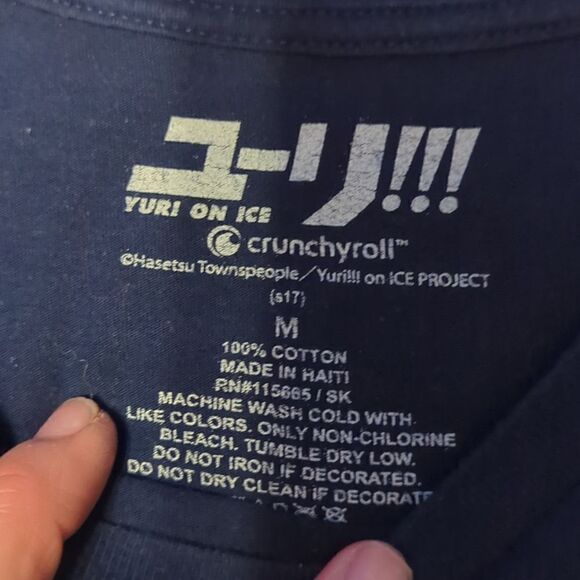 ユーリ!!!
YURI ON ICE
crunchyroll™
©Hasetsu Townspeople／Yuri!!! on ICE PROJECT
(s17)
M
100% COTTON
MADE IN HAITI
RN#115665 / SK
MACHINE WASH COLD WITH
LIKE COLORS. ONLY NON-CHLORINE
BLEACH. TUMBLE DRY LOW.
DO NOT IRON IF DECORATED.
DO NOT DRY CLEAN IF DECORATE